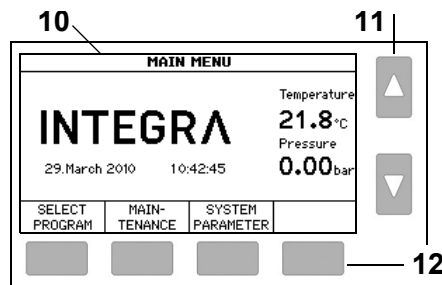 10
11
MAIN MENU
INTEGRA
29.March 2010 10:42:45
Temperature
21.8°C
Pressure
0.00bar
SELECT PROGRAM
MAIN-TENANCE
SYSTEM PARAMETER
12